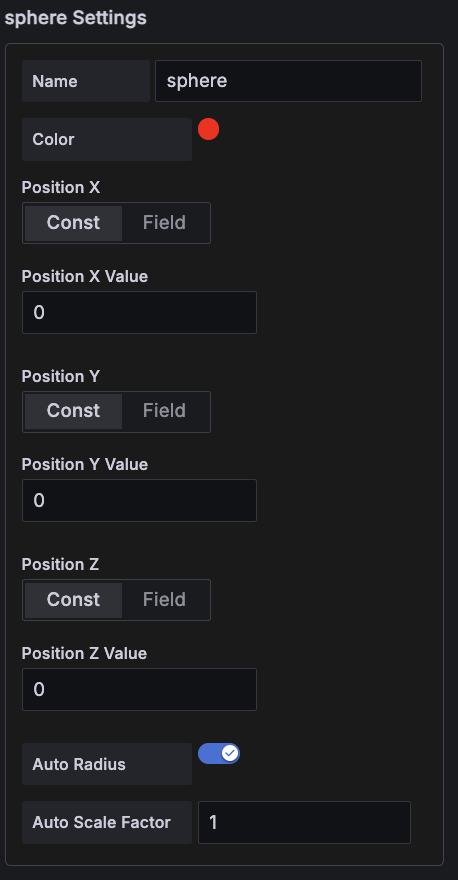 sphere Settings
Name sphere
Color
Position X
Const Field
Position X Value
0
Position Y
Const Field
Position Y Value
0
Position Z
Const Field
Position Z Value
0
Auto Radius
Auto Scale Factor 1